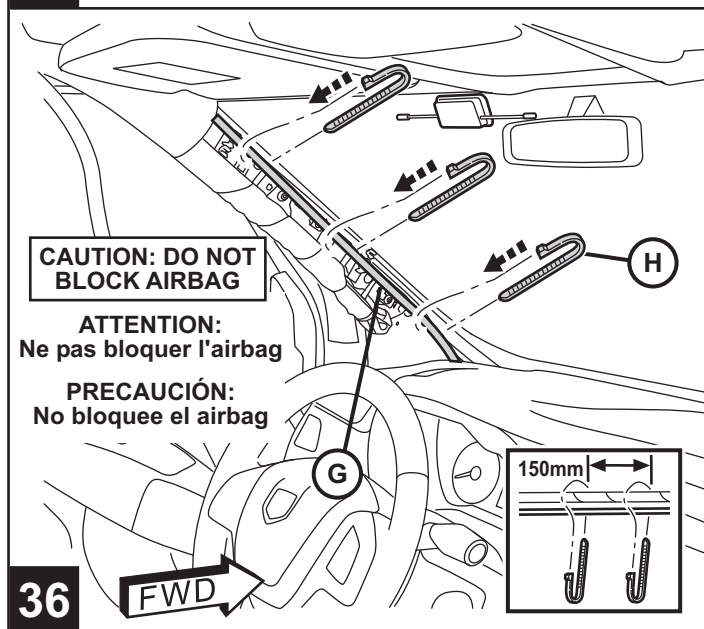 CAUTION: DO NOT
BLOCK AIRBAG
ATTENTION:
Ne pas bloquer l'airbag
PRECAUCIÓN:
No bloquee el airbag
H
G
150mm
36
FWD